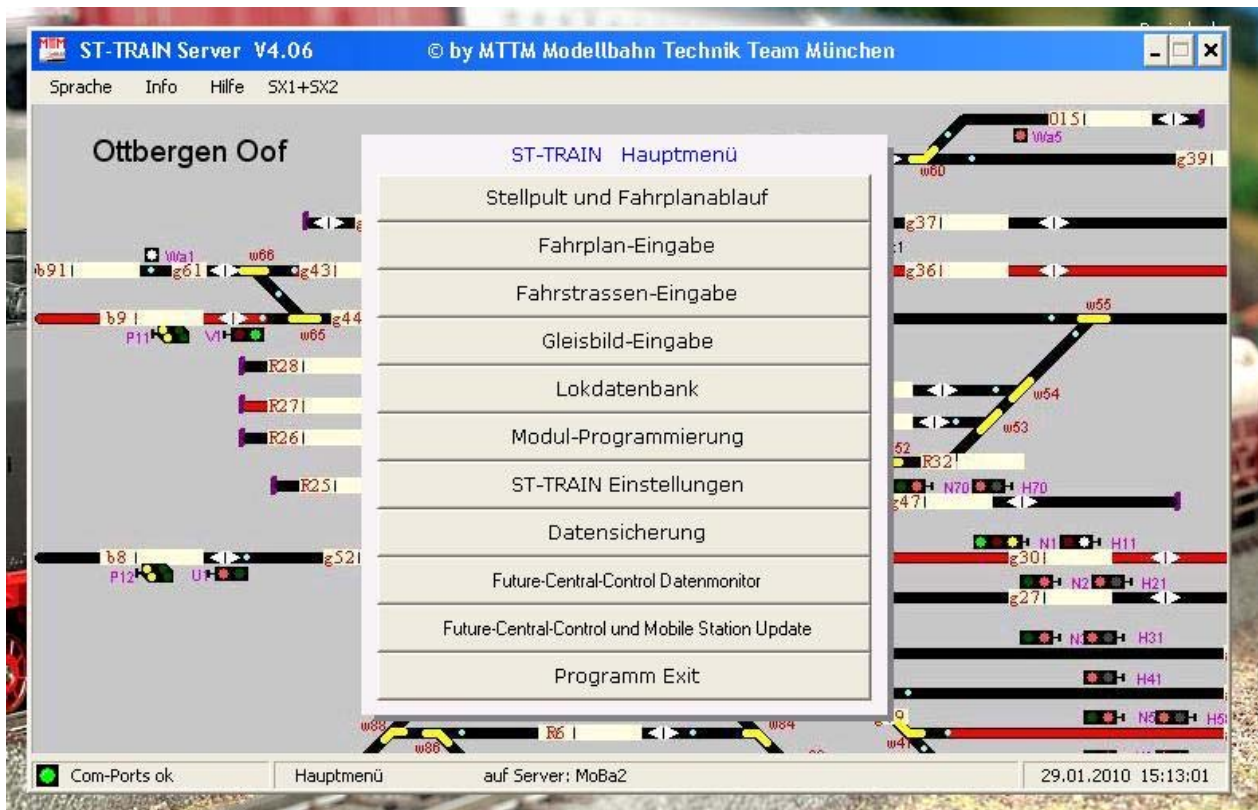 MTTM ST-TRAIN Server V4.06 © by MTTM Modellbahn Technik Team München
Sprache Info Hilfe SX1+SX2
Ottbergen Oof
ST-TRAIN Hauptmenü
Stellpult und Fahrplanablauf
Fahrplan-Eingabe
Fahrstrassen-Eingabe
Gleisbild-Eingabe
Lokdatenbank
Modul-Programmierung
ST-TRAIN Einstellungen
Datensicherung
Future-Central-Control Datenmonitor
Future-Central-Control und Mobile Station Update
Programm Exit
Wa1
w66
b91
g61
g43
b9
g44
P11
V1
w65
R28
R27
R26
R25
b8
g52
P12
U1
w88
w86
R6
w84
w41
015
Wa5
w60
g39
g37
g36
w55
w54
w53
52
R32
N70
H70
g47
N1
H11
g30
N2
H21
g27
H31
H41
N5
Com-Ports ok Hauptmenü auf Server: MoBa2 29.01.2010 15:13:01